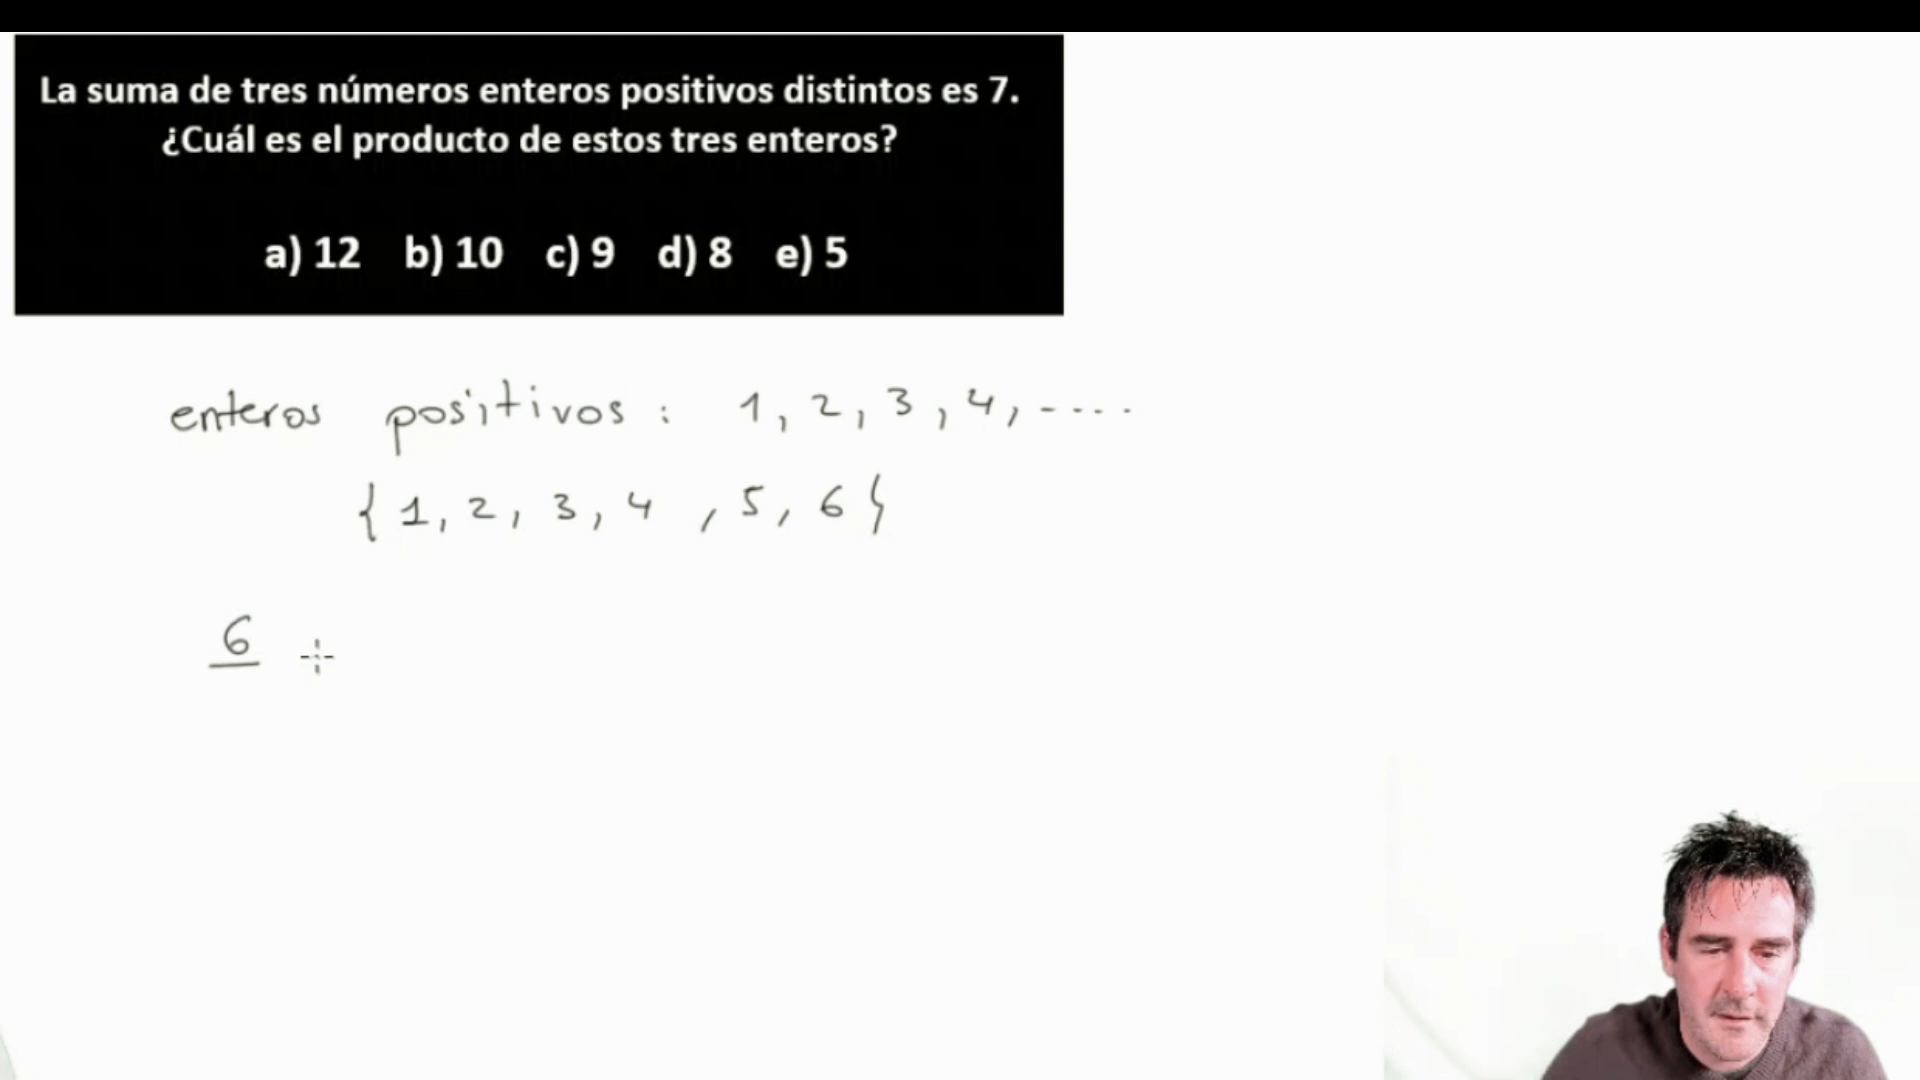 La suma de tres números enteros positivos distintos es 7.
¿Cuál es el producto de estos tres enteros?
a) 12 b) 10 c) 9 d) 8 e) 5
enteros positivos : 1, 2, 3, 4, -....
{ 1, 2, 3, 4 , 5, 6 }
6